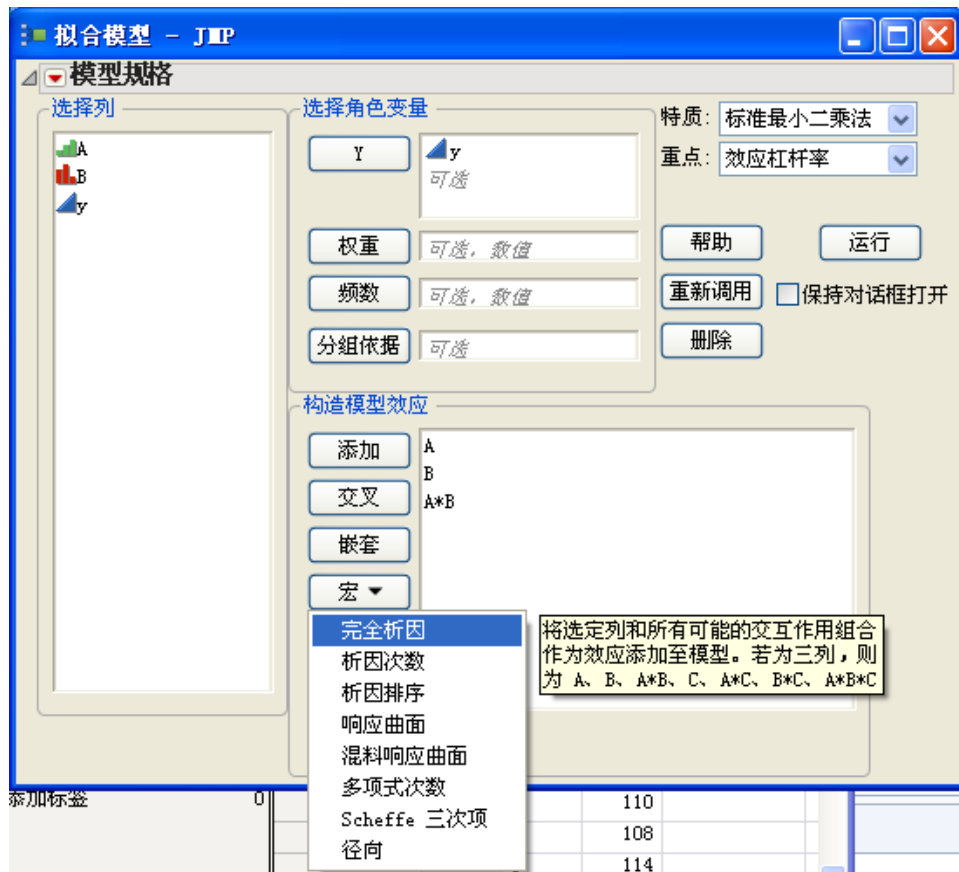 拟合模型 - JMP
模型规格
选择列
A
B
y
选择角色变量
Y
y
可选
权重
可选，数值
频数
可选，数值
分组依据
可选
特质:
标准最小二乘法
重点:
效应杠杆率
帮助
运行
重新调用
保持对话框打开
删除
构造模型效应
添加
A
B
交叉
A*B
嵌套
宏
完全析因
析因次数
析因排序
响应曲面
混料响应曲面
多项式次数
Scheffe 三次项
径向
将选定列和所有可能的交互作用组合
作为效应添加至模型。若为三列，则
为 A、B、A*B、C、A*C、B*C、A*B*C
添加标签
0
110
108
114